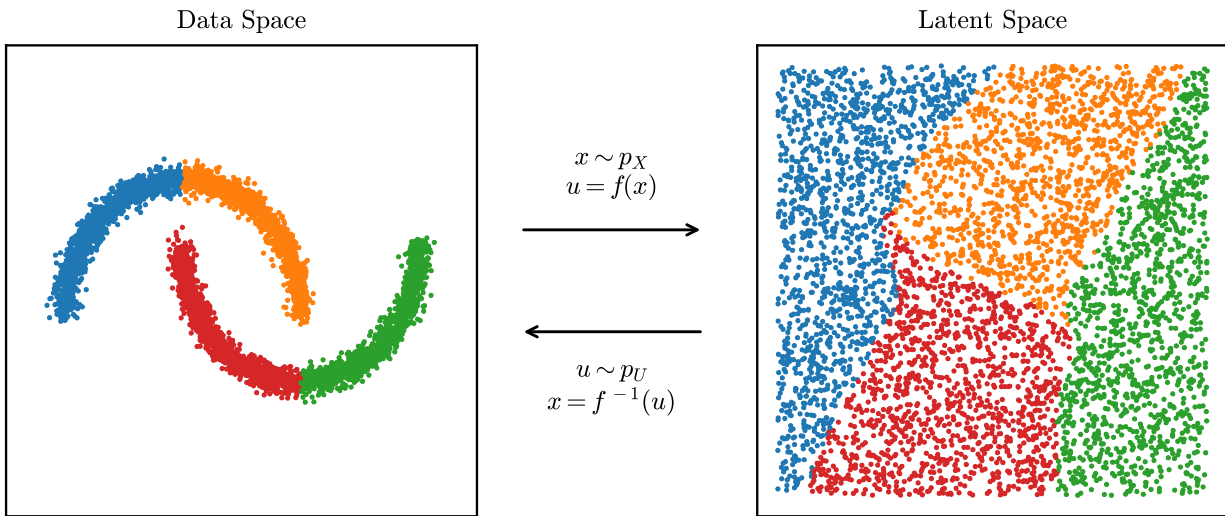 Data Space
Latent Space
x ∼ p_X
u = f(x)
u ∼ p_U
x = f ⁻¹(u)